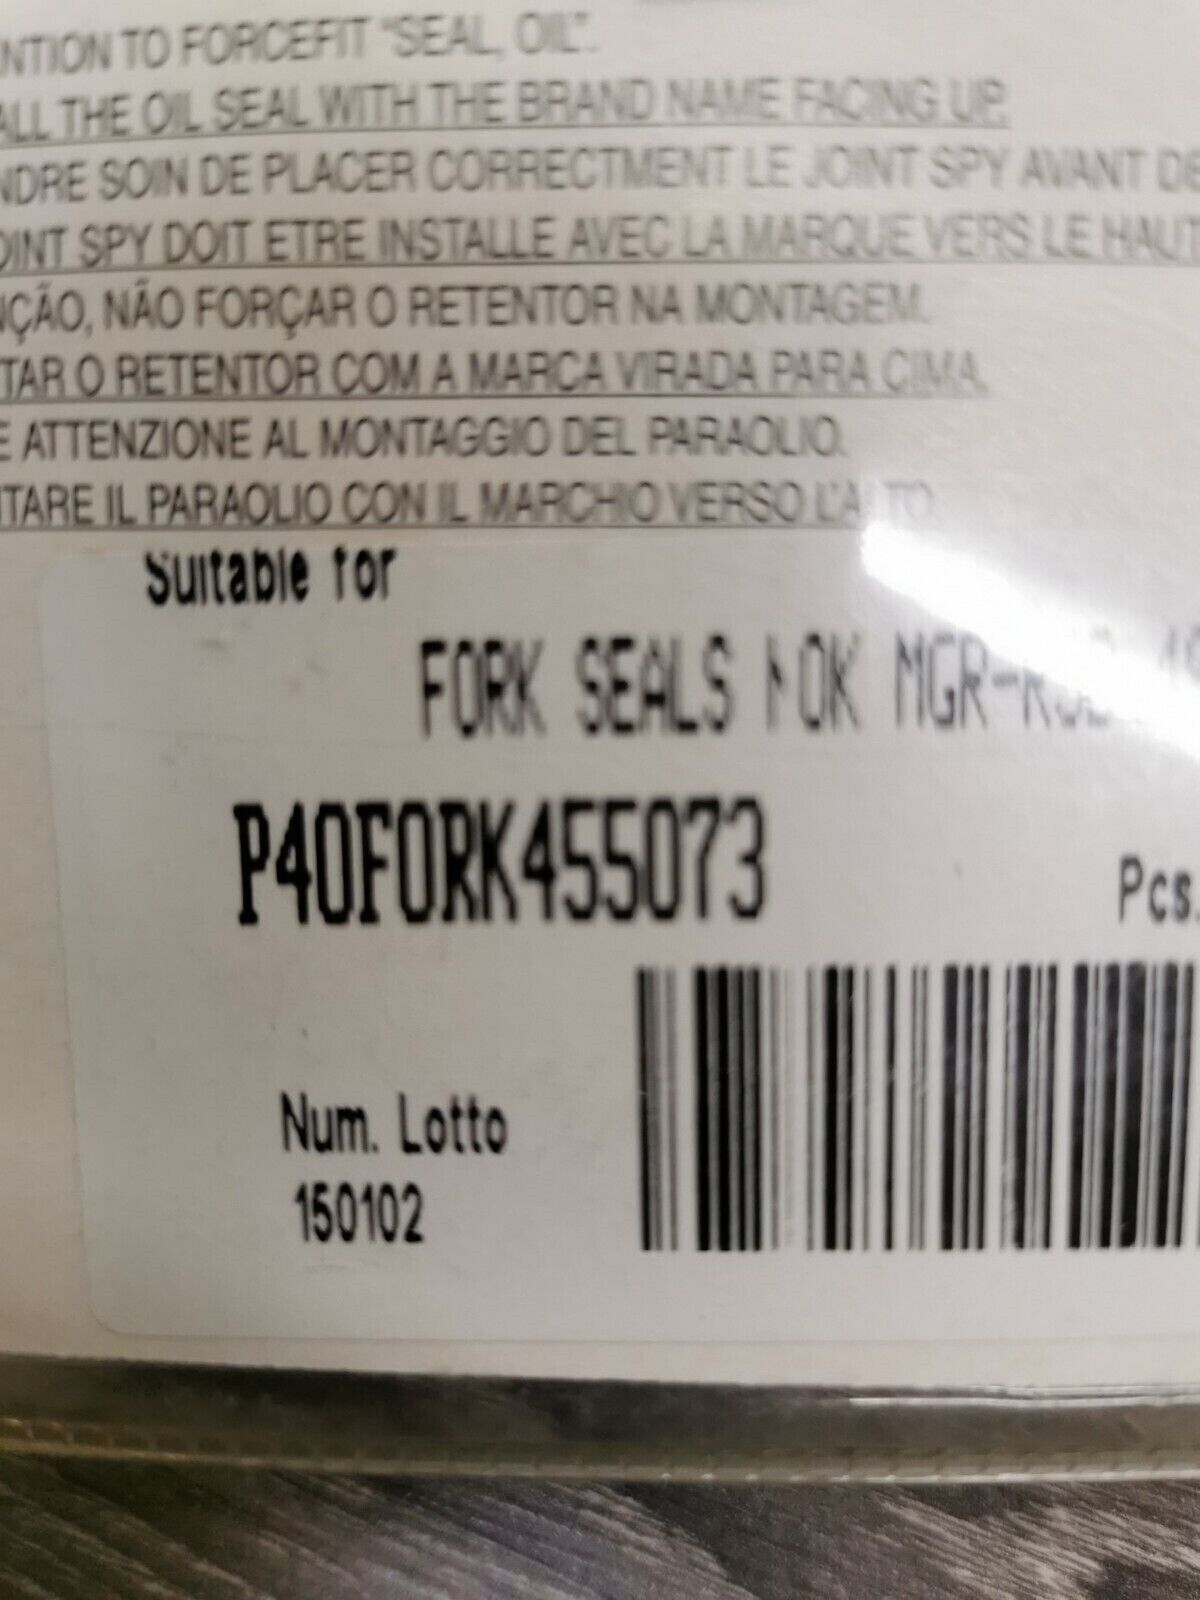 NTION TO FORCEFIT "SEAL, OIL".
ALL THE OIL SEAL WITH THE BRAND NAME FACING UP.
NDRE SOIN DE PLACER CORRECTMENT LE JOINT SPY AVANT DE
OINT SPY DOIT ETRE INSTALLE AVEC LA MARQUE VERS LE HAUT
NÇÃO, NÃO FORÇAR O RETENTOR NA MONTAGEM.
TAR O RETENTOR COM A MARCA VIRADA PARA CIMA.
E ATTENZIONE AL MONTAGGIO DEL PARAOLIO.
NTARE IL PARAOLIO CON IL MARCHIO VERSO L'ALTO
Suitable for
FORK SEALS NOK
P40FORK455073
Pcs.
Num. Lotto
150102